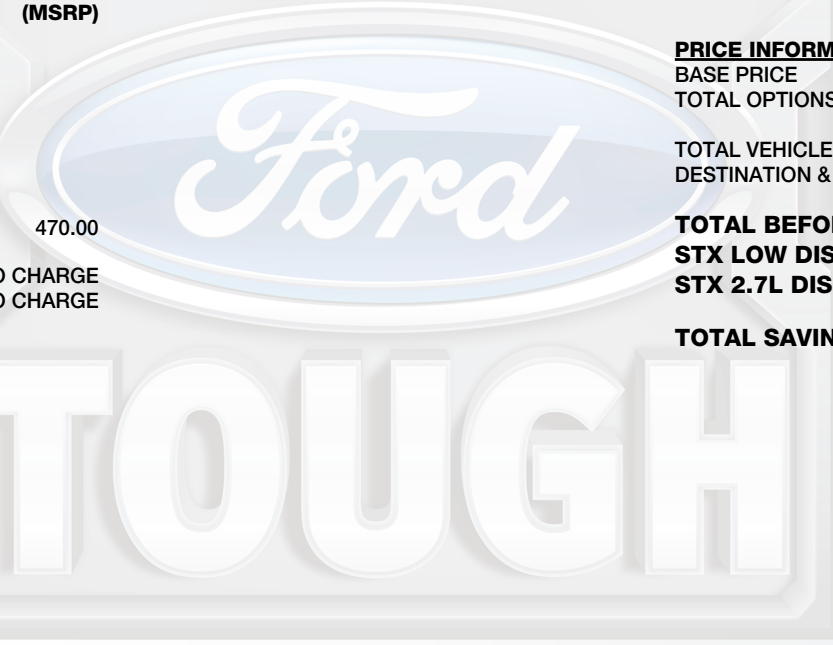 (MSRP)
470.00
O CHARGE
O CHARGE
PRICE INFORM
BASE PRICE
TOTAL OPTIONS
TOTAL VEHICLE
DESTINATION &
TOTAL BEFO
STX LOW DIS
STX 2.7L DIS
TOTAL SAVIN
Ford
TOUGH